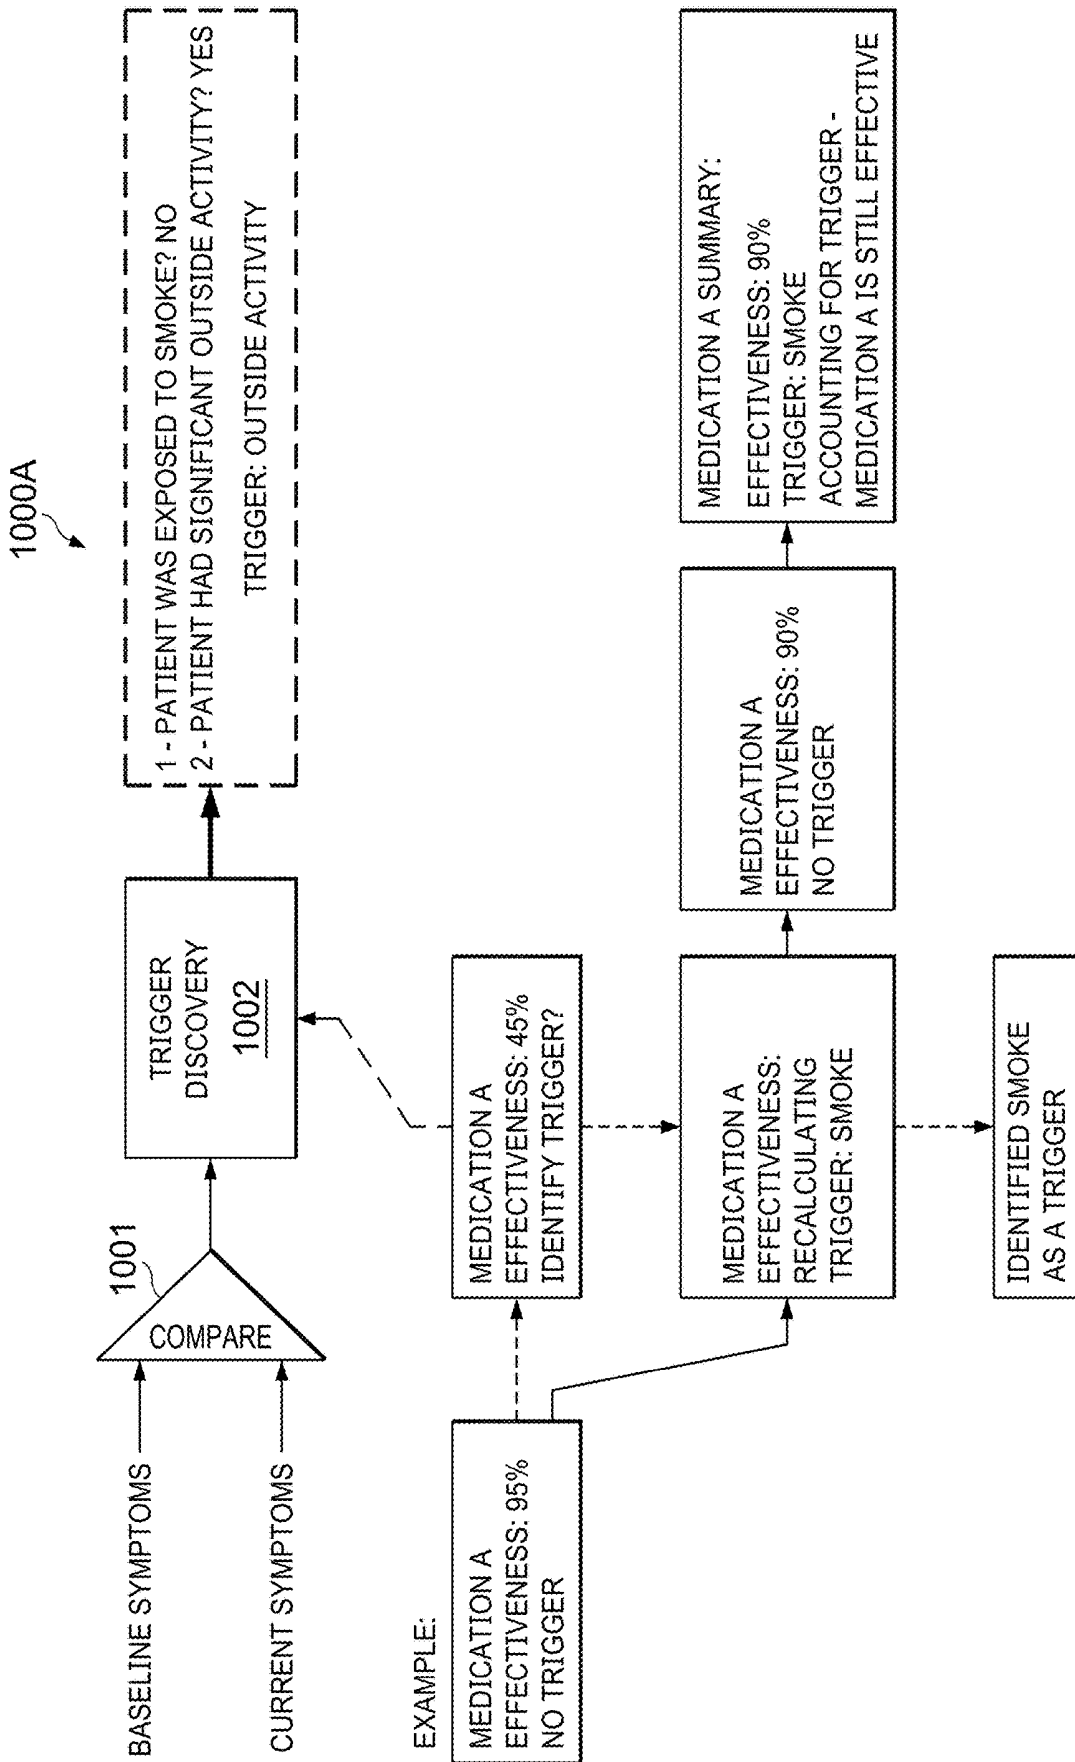 1000A
BASELINE SYMPTOMS
CURRENT SYMPTOMS
COMPARE
1001
TRIGGER
DISCOVERY
1002
1 - PATIENT WAS EXPOSED TO SMOKE? NO
2 - PATIENT HAD SIGNIFICANT OUTSIDE ACTIVITY? YES
TRIGGER: OUTSIDE ACTIVITY
EXAMPLE:
MEDICATION A
EFFECTIVENESS: 95%
NO TRIGGER
MEDICATION A
EFFECTIVENESS: 45%
IDENTIFY TRIGGER?
MEDICATION A
EFFECTIVENESS:
RECALCULATING
TRIGGER: SMOKE
IDENTIFIED SMOKE
AS A TRIGGER
MEDICATION A
EFFECTIVENESS: 90%
NO TRIGGER
MEDICATION A SUMMARY:
EFFECTIVENESS: 90%
TRIGGER: SMOKE
ACCOUNTING FOR TRIGGER -
MEDICATION A IS STILL EFFECTIVE